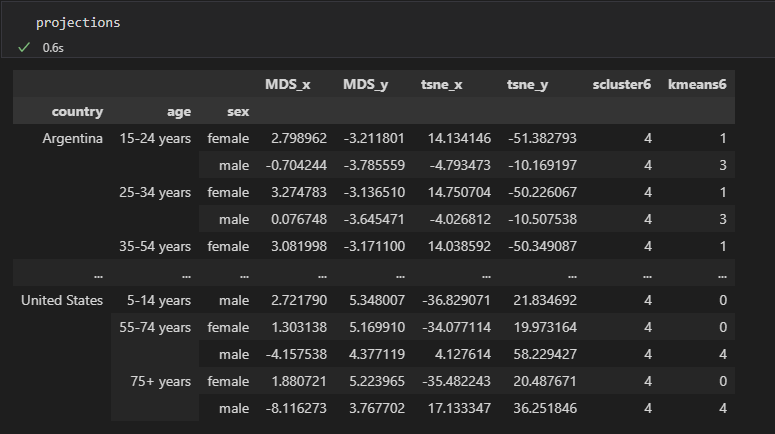 projections
0.6s
MDS_x MDS_y tsne_x tsne_y scluster6 kmeans6
country age sex
Argentina 15-24 years female 2.798962 -3.211801 14.134146 -51.382793 4 1
male -0.704244 -3.785559 -4.793473 -10.169197 4 3
25-34 years female 3.274783 -3.136510 14.750704 -50.226067 4 1
male 0.076748 -3.645471 -4.026812 -10.507538 4 3
35-54 years female 3.081998 -3.171100 14.038592 -50.349087 4 1
... ... ... ... ... ... ... ... ...
United States 5-14 years male 2.721790 5.348007 -36.829071 21.834692 4 0
55-74 years female 1.303138 5.169910 -34.077114 19.973164 4 0
male -4.157538 4.377119 4.127614 58.229427 4 4
75+ years female 1.880721 5.223965 -35.482243 20.487671 4 0
male -8.116273 3.767702 17.133347 36.251846 4 4